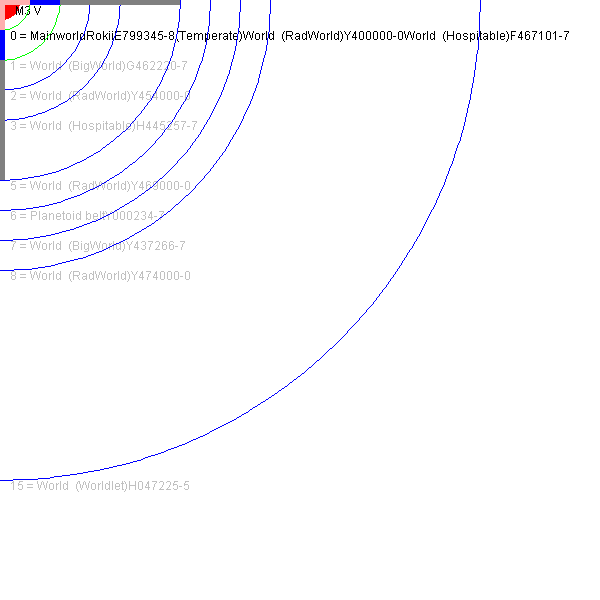 M3 V
0 = MainworldRokiiE799345-8,(Temperate)World (RadWorld)Y400000-0World (Hospitable)F467101-7
1 = World (BigWorld)G462220-7
2 = World (RadWorld)Y454000-0
3 = World (Hospitable)H445257-7
5 = World (RadWorld)Y469000-0
6 = Planetoid beltY000234-7
7 = World (BigWorld)Y437266-7
8 = World (RadWorld)Y474000-0
15 = World (Worldlet)H047225-5